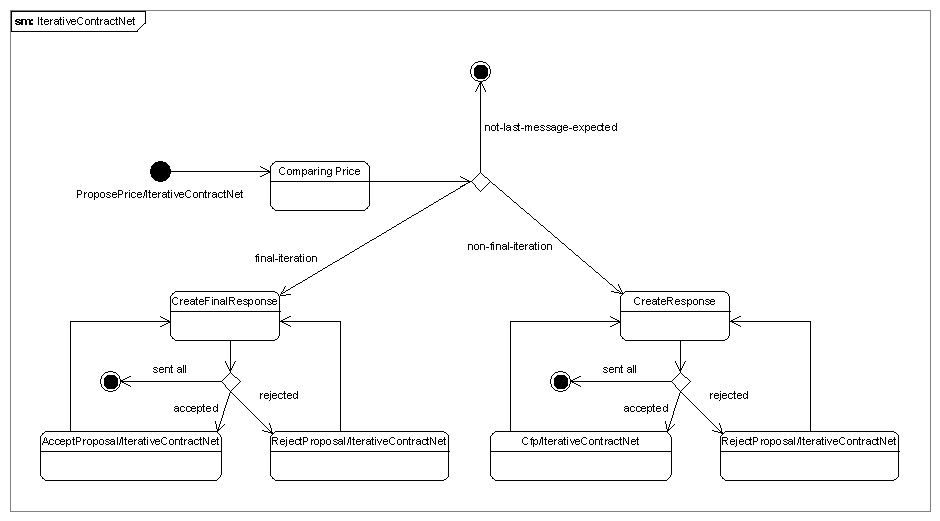 sm: IterativeContractNet
not-last-message-expected
Comparing Price
ProposePrice/IterativeContractNet
final-iteration
non-final-iteration
CreateFinalResponse
CreateResponse
sent all
accepted
rejected
sent all
accepted
rejected
AcceptProposal/IterativeContractNet
RejectProposal/IterativeContractNet
Cfp/IterativeContractNet
RejectProposal/IterativeContractNet